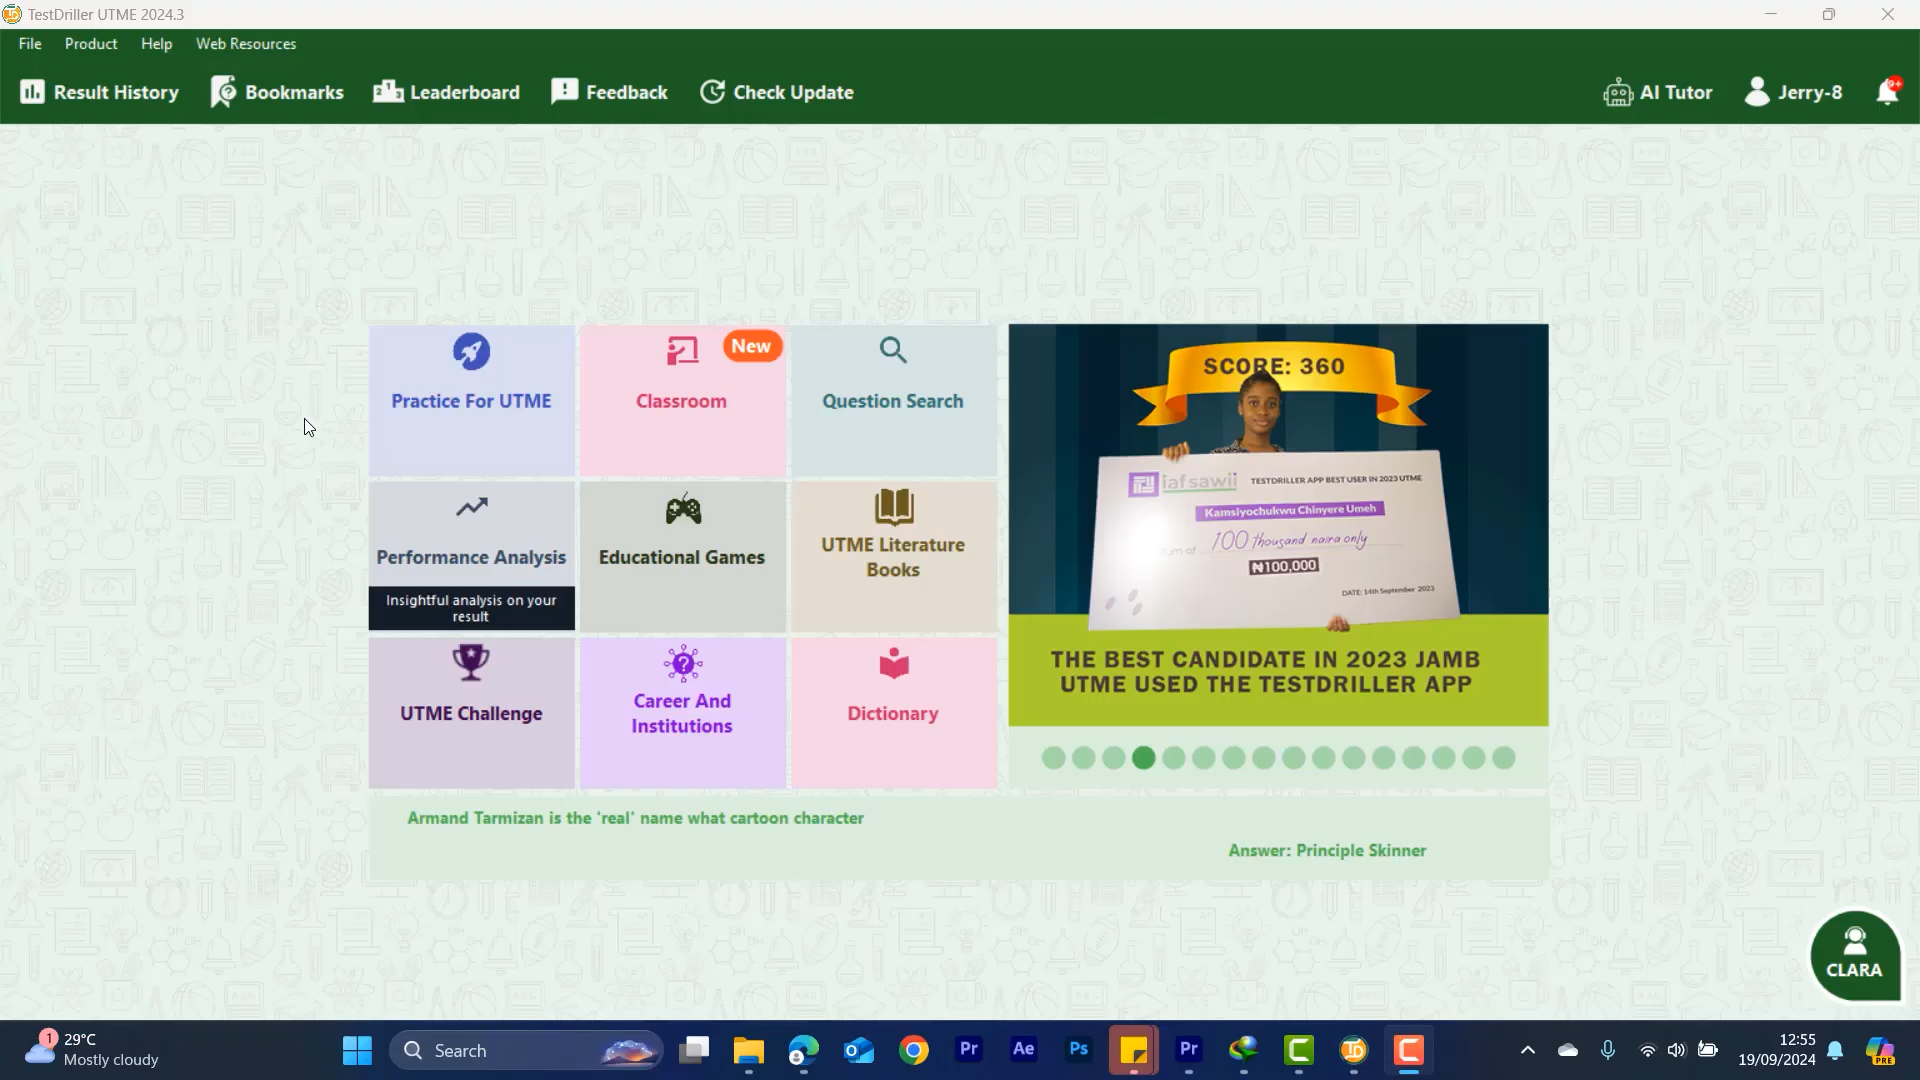 TestDriller UTME 2024.3
File Product Help Web Resources
Result History Bookmarks Leaderboard Feedback Check Update AI Tutor Jerry-8 9+
Practice For UTME
Classroom
New
Question Search
Performance Analysis
Insightful analysis on your
result
Educational Games
UTME Literature
Books
UTME Challenge
Career And
Institutions
Dictionary
SCORE: 360
iafsawii TESTDRILLER APP BEST USER IN 2023 UTME
Kamsiyochukwu Chinyere Umeh
sum of 100 thousand naira only
₦100,000
DATE: 14th September 2023
THE BEST CANDIDATE IN 2023 JAMB
UTME USED THE TESTDRILLER APP
Armand Tarmizan is the 'real' name what cartoon character
Answer: Principle Skinner
CLARA
1
29°C
Mostly cloudy
Search
Pr Ae Ps Pr
12:55
19/09/2024
PRE